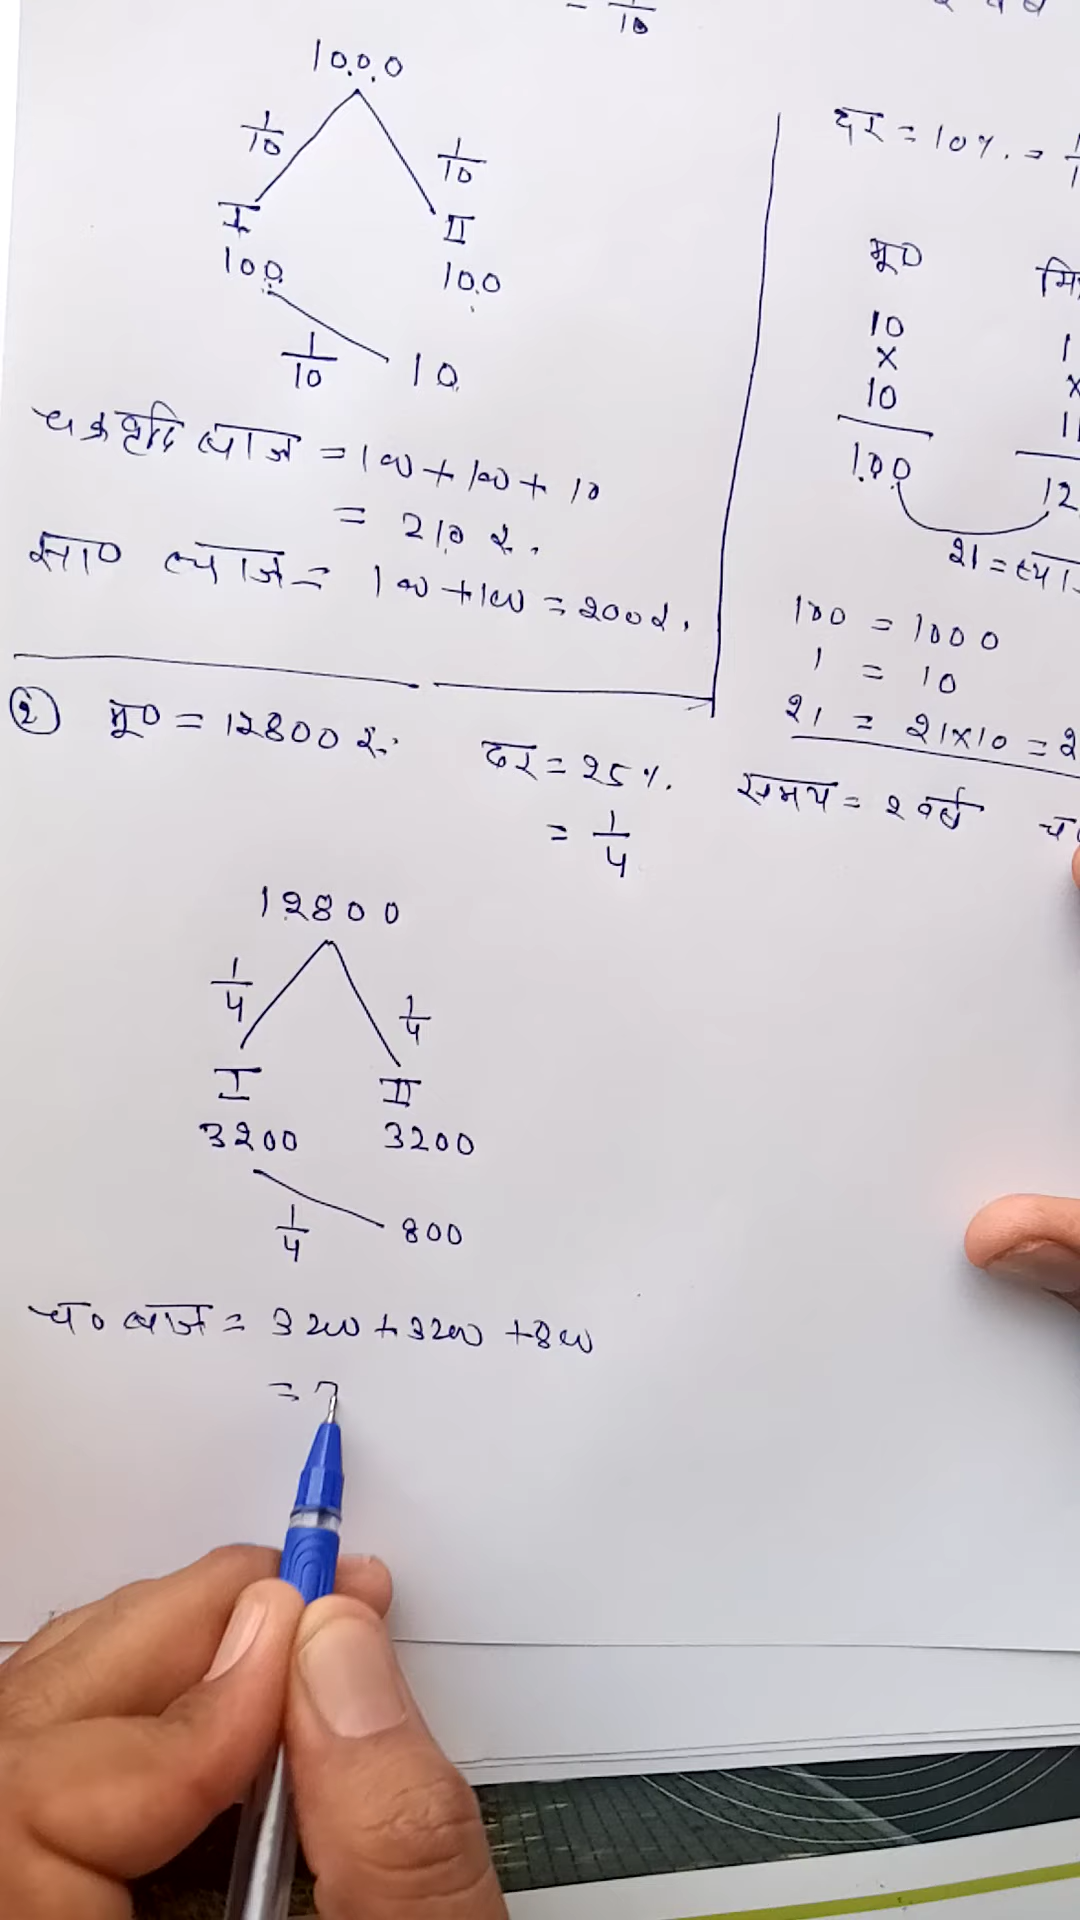 1/10
1000
1/10 1/10
I II
100 100
1/10 10
चक्रवृद्धि ब्याज = 100 + 100 + 10
= 210 रु.
सा० ब्याज = 100 + 100 = 200 रु.
दर = 10% =
मू०
10
×
10
100 12
21 =
100 = 1000
1 = 10
21 = 21×10 =
② मू० = 12800 रु. दर = 25% समय = 2 वर्ष
= 1/4
12800
1/4 1/4
I II
3200 3200
1/4 800
च० ब्याज = 3200 + 3200 + 800
=